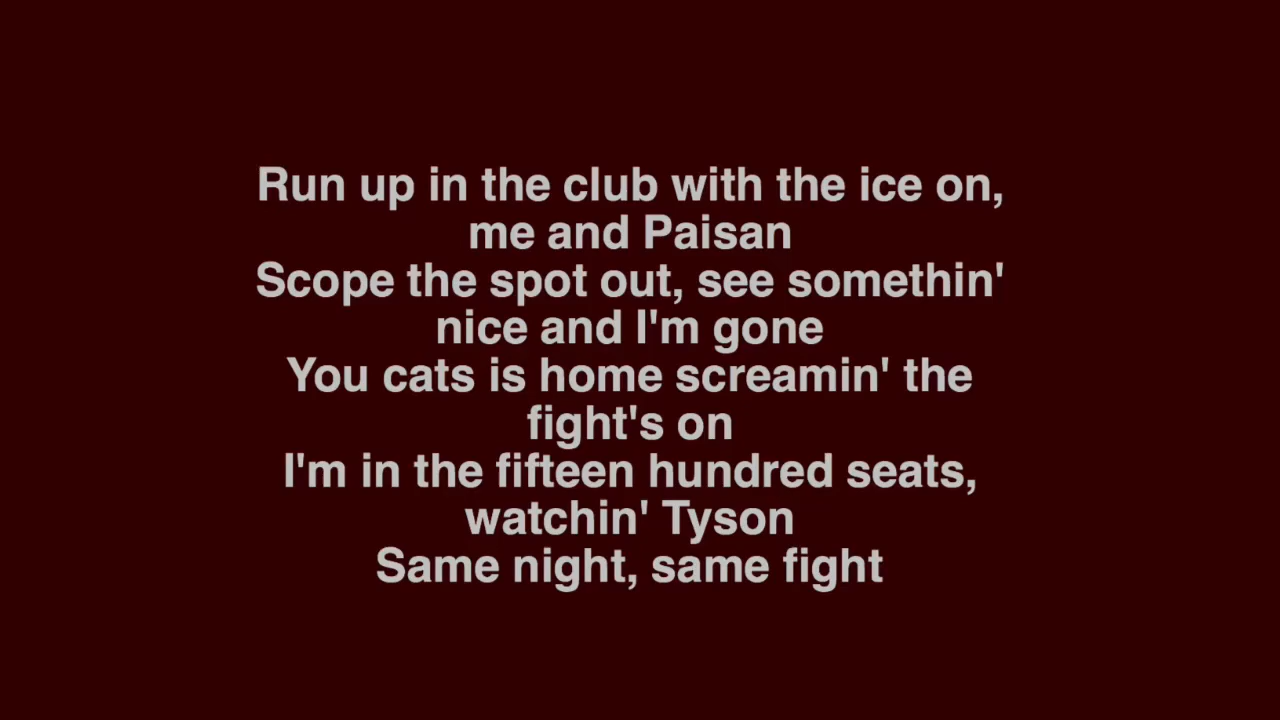 Run up in the club with the ice on,
me and Paisan
Scope the spot out, see somethin'
nice and I'm gone
You cats is home screamin' the
fight's on
I'm in the fifteen hundred seats,
watchin' Tyson
Same night, same fight